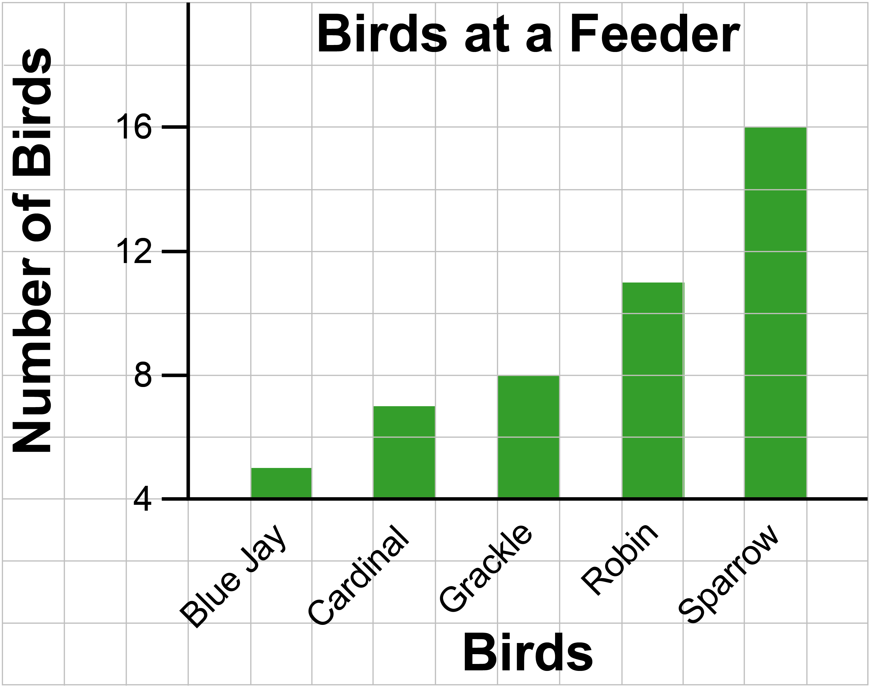 Birds at a Feeder
Number of Birds
16
12
8
4
Blue Jay
Cardinal
Grackle
Robin
Sparrow
Birds